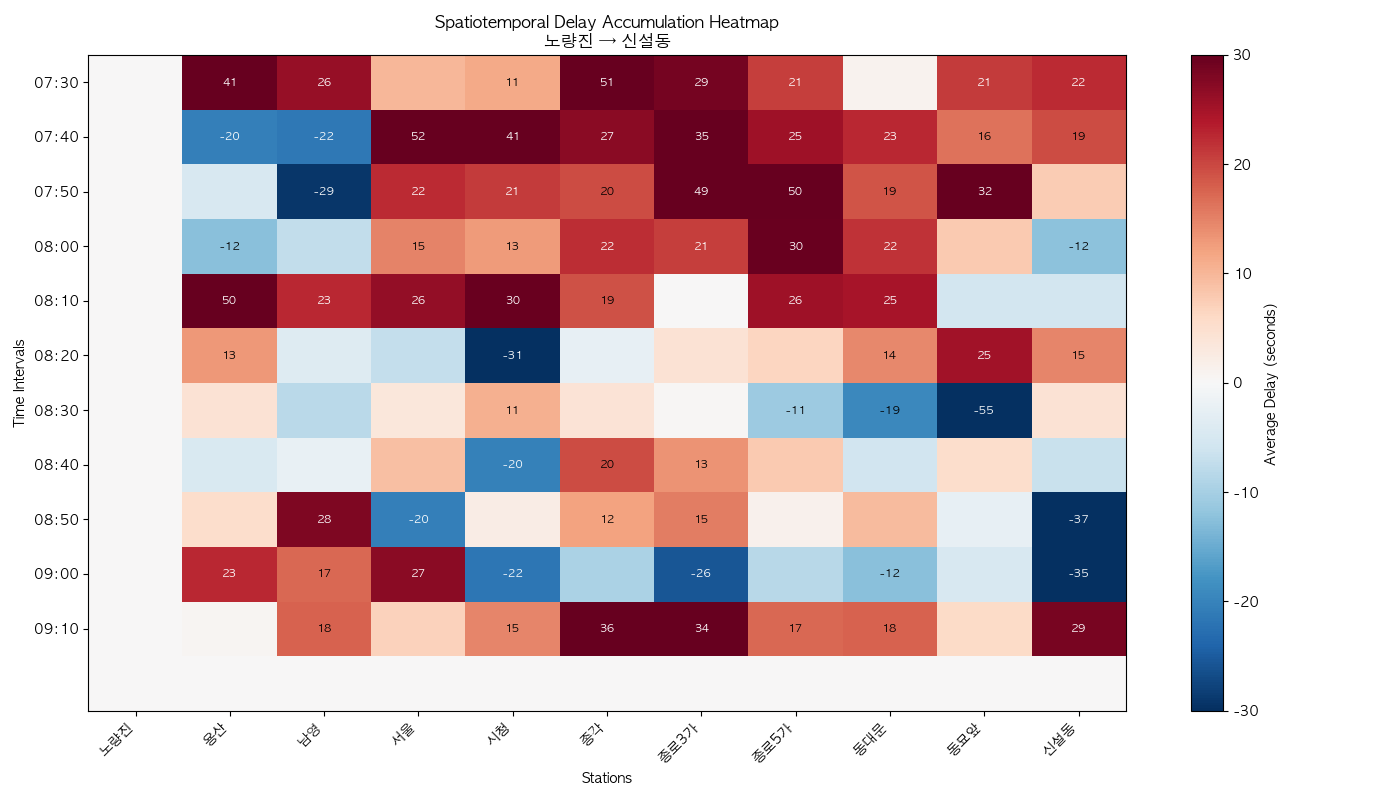 Spatiotemporal Delay Accumulation Heatmap
노량진 → 신설동
07:30 41 26 11 51 29 21 21 22
07:40 -20 -22 52 41 27 35 25 23 16 19
07:50 -29 22 21 20 49 50 19 32
08:00 -12 15 13 22 21 30 22 -12
08:10 50 23 26 30 19 26 25
08:20 13 -31 14 25 15
08:30 11 -11 -19 -55
08:40 -20 20 13
08:50 28 -20 12 15 -37
09:00 23 17 27 -22 -26 -12 -35
09:10 18 15 36 34 17 18 29
Time Intervals
노량진 용산 남영 서울 시청 종각 종로3가 종로5가 동대문 동묘앞 신설동
Stations
30
20
10
0
-10
-20
-30
Average Delay (seconds)